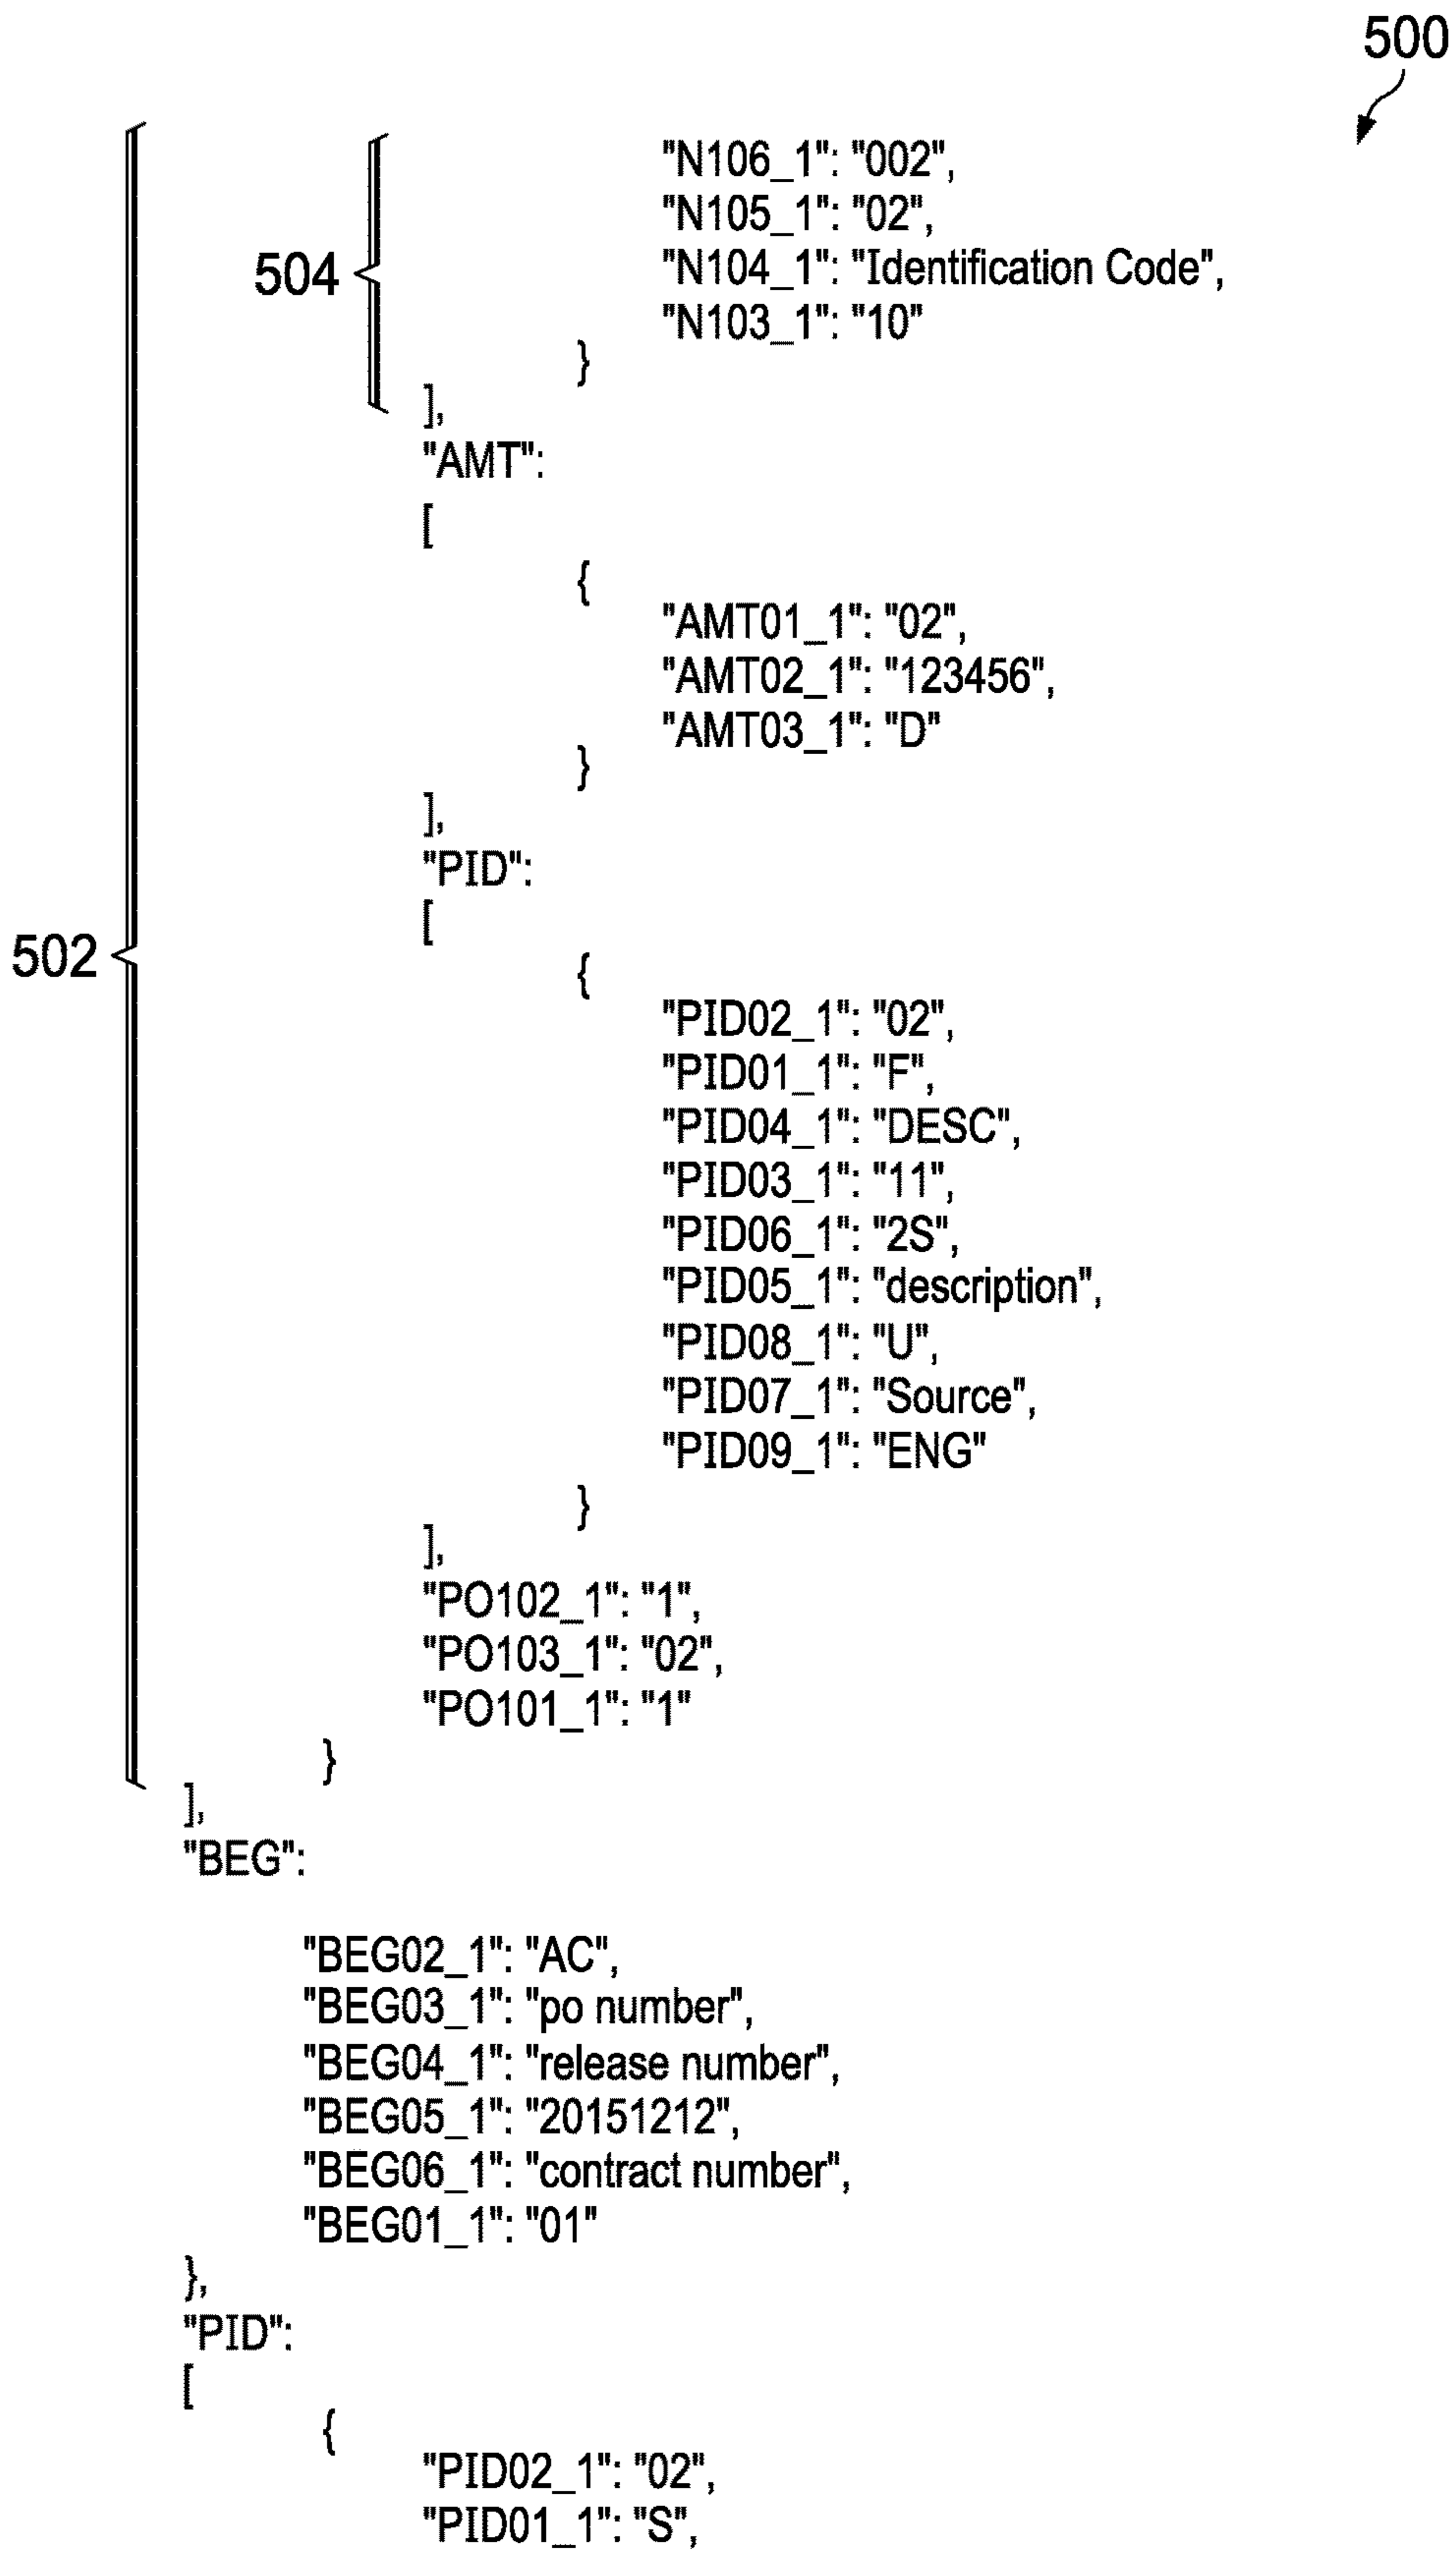 500
"N106_1": "002",
"N105_1": "02",
504
"N104_1": "Identification Code",
"N103_1": "10"
}
],
"AMT":
[
{
"AMT01_1": "02",
"AMT02_1": "123456",
"AMT03_1": "D"
}
],
"PID":
[
502
{
"PID02_1": "02",
"PID01_1": "F",
"PID04_1": "DESC",
"PID03_1": "11",
"PID06_1": "2S",
"PID05_1": "description",
"PID08_1": "U",
"PID07_1": "Source",
"PID09_1": "ENG"
}
],
"PO102_1": "1",
"PO103_1": "02",
"PO101_1": "1"
}
],
"BEG":
"BEG02_1": "AC",
"BEG03_1": "po number",
"BEG04_1": "release number",
"BEG05_1": "20151212",
"BEG06_1": "contract number",
"BEG01_1": "01"
},
"PID":
[
{
"PID02_1": "02",
"PID01_1": "S",